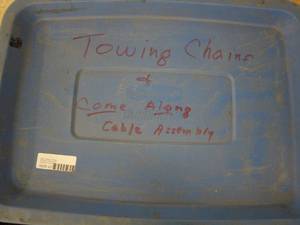 Towing Chains
&
Come Along
Cable Assembly